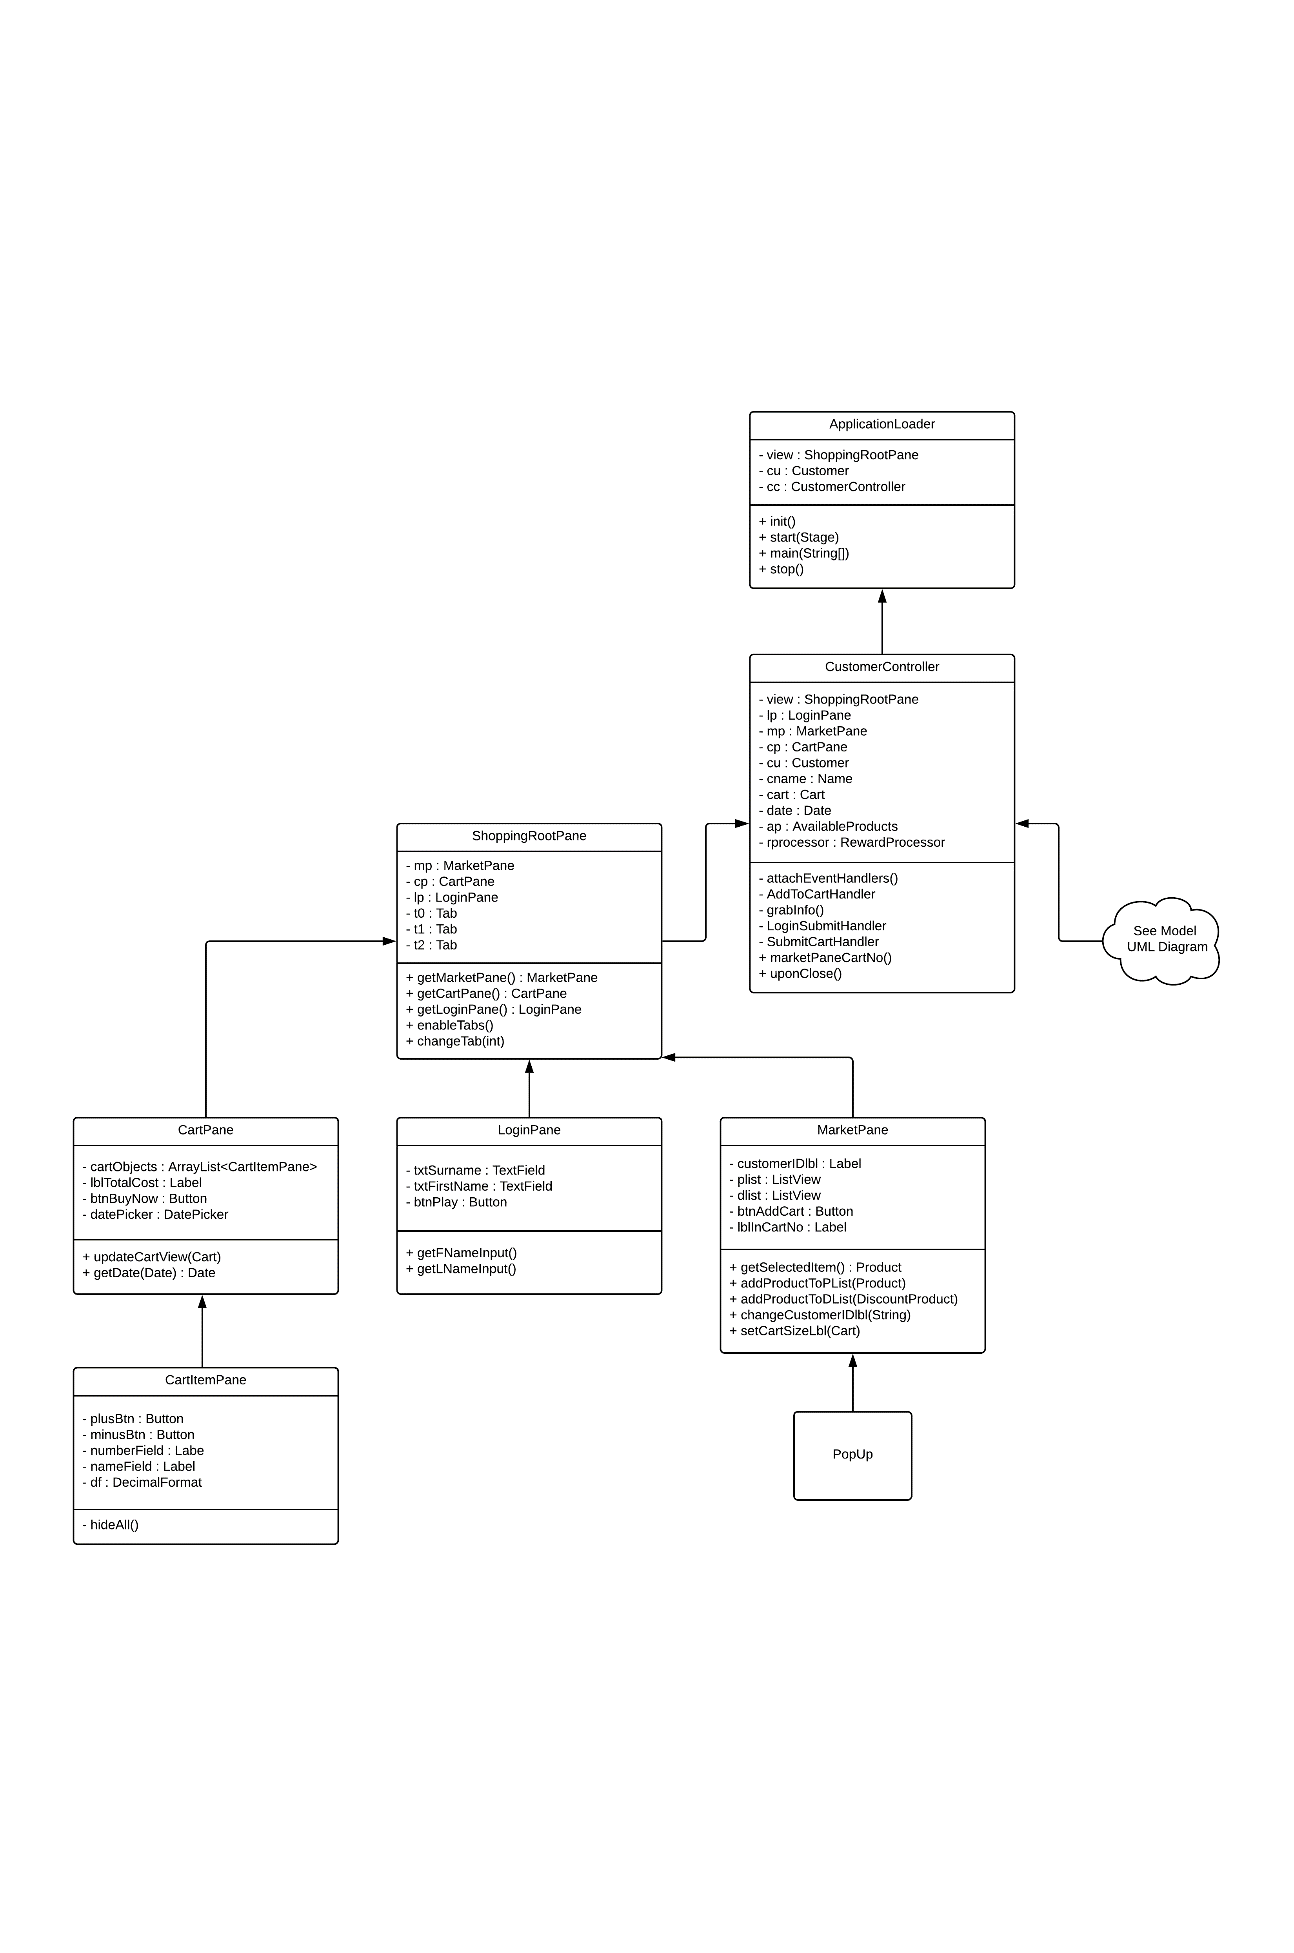 ApplicationLoader
- view : ShoppingRootPane
- cu : Customer
- cc : CustomerController
+ init()
+ start(Stage)
+ main(String[])
+ stop()
CustomerController
- view : ShoppingRootPane
- lp : LoginPane
- mp : MarketPane
- cp : CartPane
- cu : Customer
- cname : Name
- cart : Cart
- date : Date
- ap : AvailableProducts
- rprocessor : RewardProcessor
- attachEventHandlers()
- AddToCartHandler
- grabInfo()
- LoginSubmitHandler
- SubmitCartHandler
+ marketPaneCartNo()
+ uponClose()
See Model
UML Diagram
ShoppingRootPane
- mp : MarketPane
- cp : CartPane
- lp : LoginPane
- t0 : Tab
- t1 : Tab
- t2 : Tab
+ getMarketPane() : MarketPane
+ getCartPane() : CartPane
+ getLoginPane() : LoginPane
+ enableTabs()
+ changeTab(int)
CartPane
- cartObjects : ArrayList<CartItemPane>
- lblTotalCost : Label
- btnBuyNow : Button
- datePicker : DatePicker
+ updateCartView(Cart)
+ getDate(Date) : Date
LoginPane
- txtSurname : TextField
- txtFirstName : TextField
- btnPlay : Button
+ getFNameInput()
+ getLNameInput()
MarketPane
- customerIDlbl : Label
- plist : ListView
- dlist : ListView
- btnAddCart : Button
- lblInCartNo : Label
+ getSelectedItem() : Product
+ addProductToPList(Product)
+ addProductToDList(DiscountProduct)
+ changeCustomerIDlbl(String)
+ setCartSizeLbl(Cart)
CartItemPane
- plusBtn : Button
- minusBtn : Button
- numberField : Labe
- nameField : Label
- df : DecimalFormat
- hideAll()
PopUp